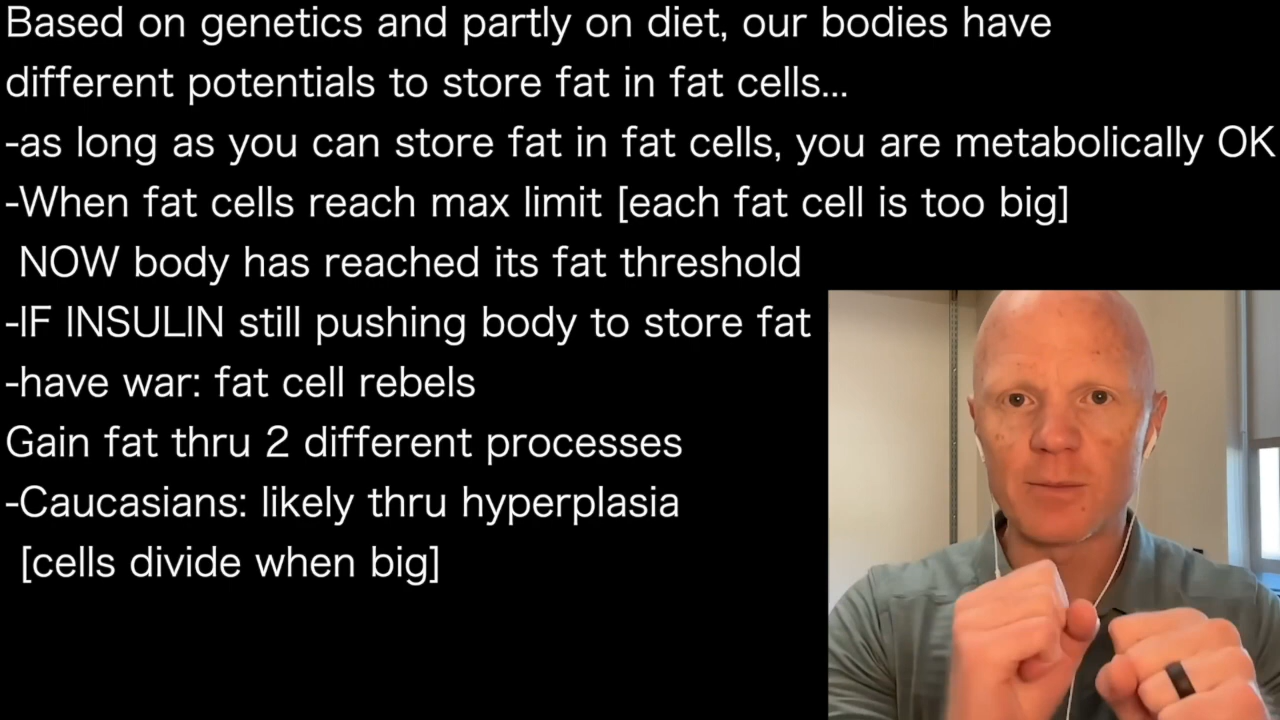 Based on genetics and partly on diet, our bodies have
different potentials to store fat in fat cells...
-as long as you can store fat in fat cells, you are metabolically OK
-When fat cells reach max limit [each fat cell is too big]
NOW body has reached its fat threshold
-IF INSULIN still pushing body to store fat
-have war: fat cell rebels
Gain fat thru 2 different processes
-Caucasians: likely thru hyperplasia
[cells divide when big]